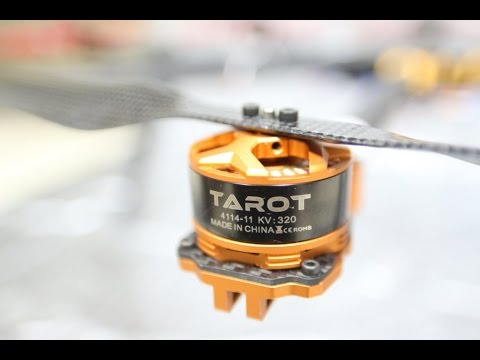 TAROT
4114-11 KV:320
MADE IN CHINA CE ROHS